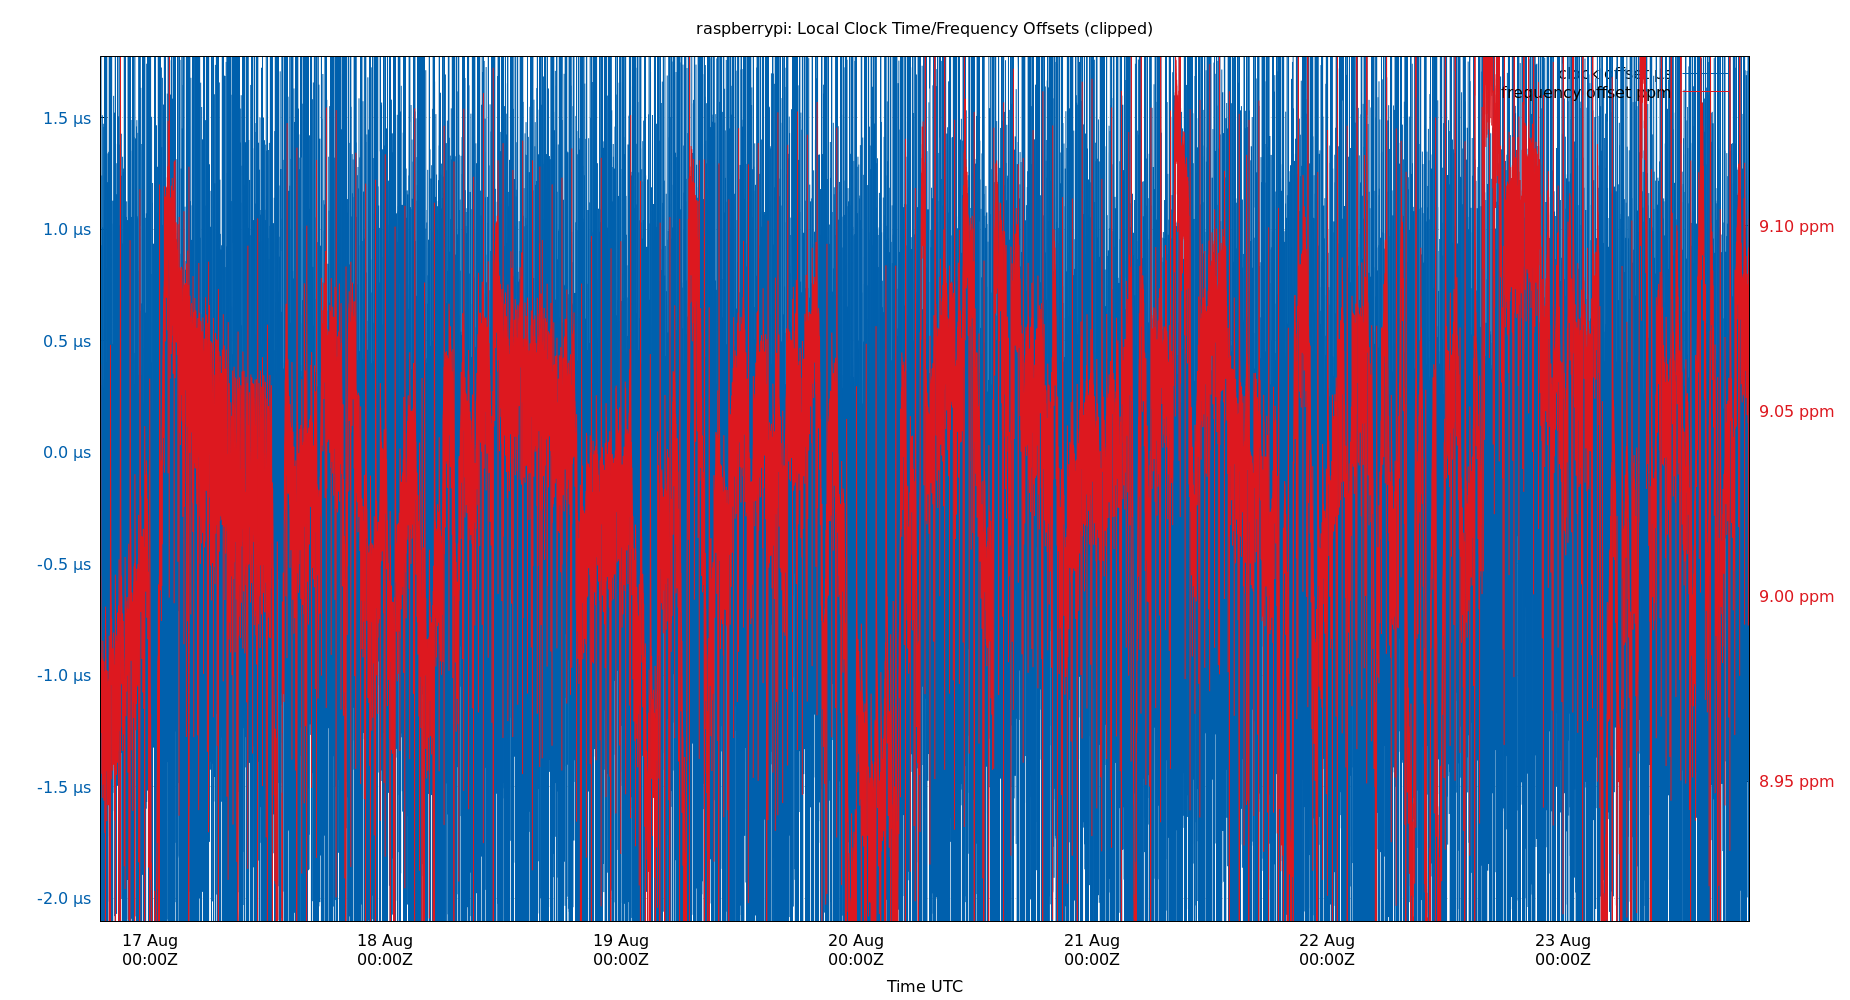 raspberrypi: Local Clock Time/Frequency Offsets (clipped)
clock offset µs
frequency offset ppm
1.5 µs
1.0 µs
0.5 µs
0.0 µs
-0.5 µs
-1.0 µs
-1.5 µs
-2.0 µs
9.10 ppm
9.05 ppm
9.00 ppm
8.95 ppm
17 Aug
00:00Z
18 Aug
00:00Z
19 Aug
00:00Z
20 Aug
00:00Z
21 Aug
00:00Z
22 Aug
00:00Z
23 Aug
00:00Z
Time UTC